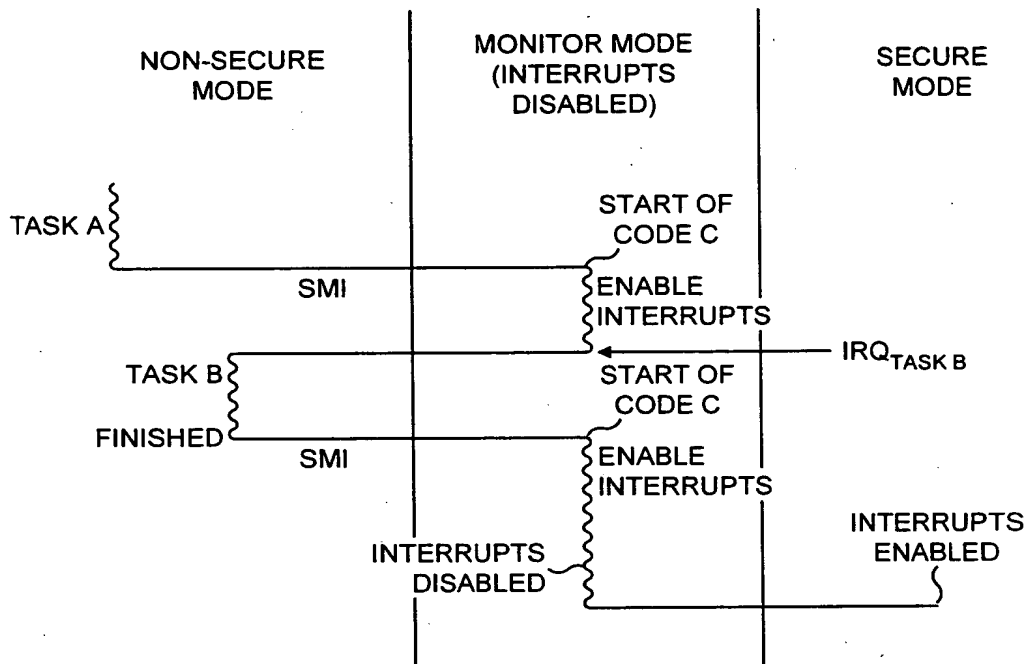 NON-SECURE
MODE
MONITOR MODE
(INTERRUPTS
DISABLED)
SECURE
MODE
TASK A
START OF
CODE C
SMI
ENABLE
INTERRUPTS
IRQTASK B
TASK B
START OF
CODE C
FINISHED
SMI
ENABLE
INTERRUPTS
INTERRUPTS
DISABLED
INTERRUPTS
ENABLED